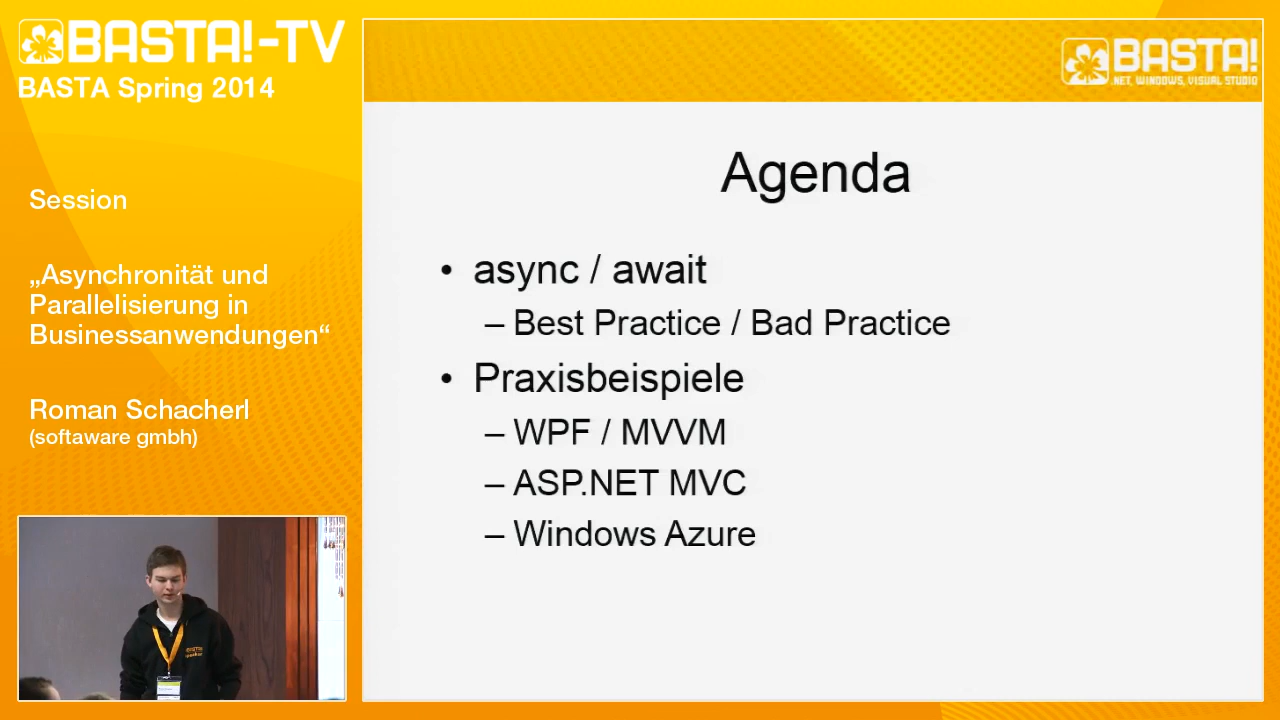 BASTA!-TV
BASTA Spring 2014
Session
„Asynchronität und
Parallelisierung in
Businessanwendungen“
Roman Schacherl
(softaware gmbh)
BASTA!
.NET, WINDOWS, VISUAL STUDIO
Agenda
• async / await
– Best Practice / Bad Practice
• Praxisbeispiele
– WPF / MVVM
– ASP.NET MVC
– Windows Azure
BASTA!